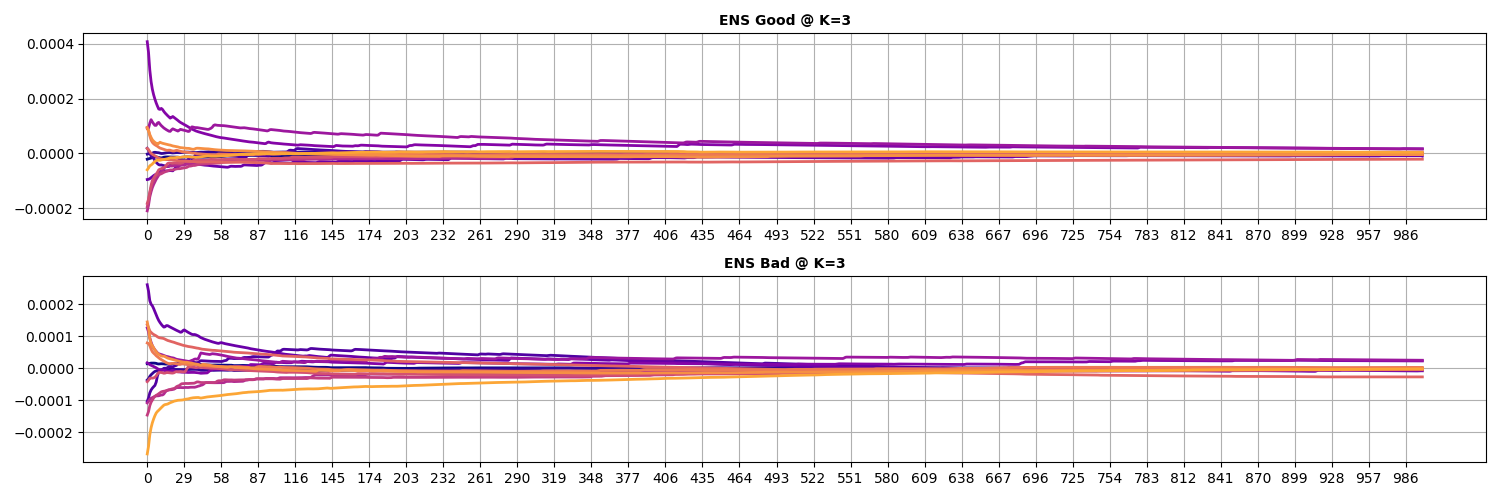 ENS Good @ K=3
0.0004
0.0002
0.0000
−0.0002
0 29 58 87 116 145 174 203 232 261 290 319 348 377 406 435 464 493 522 551 580 609 638 667 696 725 754 783 812 841 870 899 928 957 986
ENS Bad @ K=3
0.0002
0.0001
0.0000
−0.0001
−0.0002
0 29 58 87 116 145 174 203 232 261 290 319 348 377 406 435 464 493 522 551 580 609 638 667 696 725 754 783 812 841 870 899 928 957 986